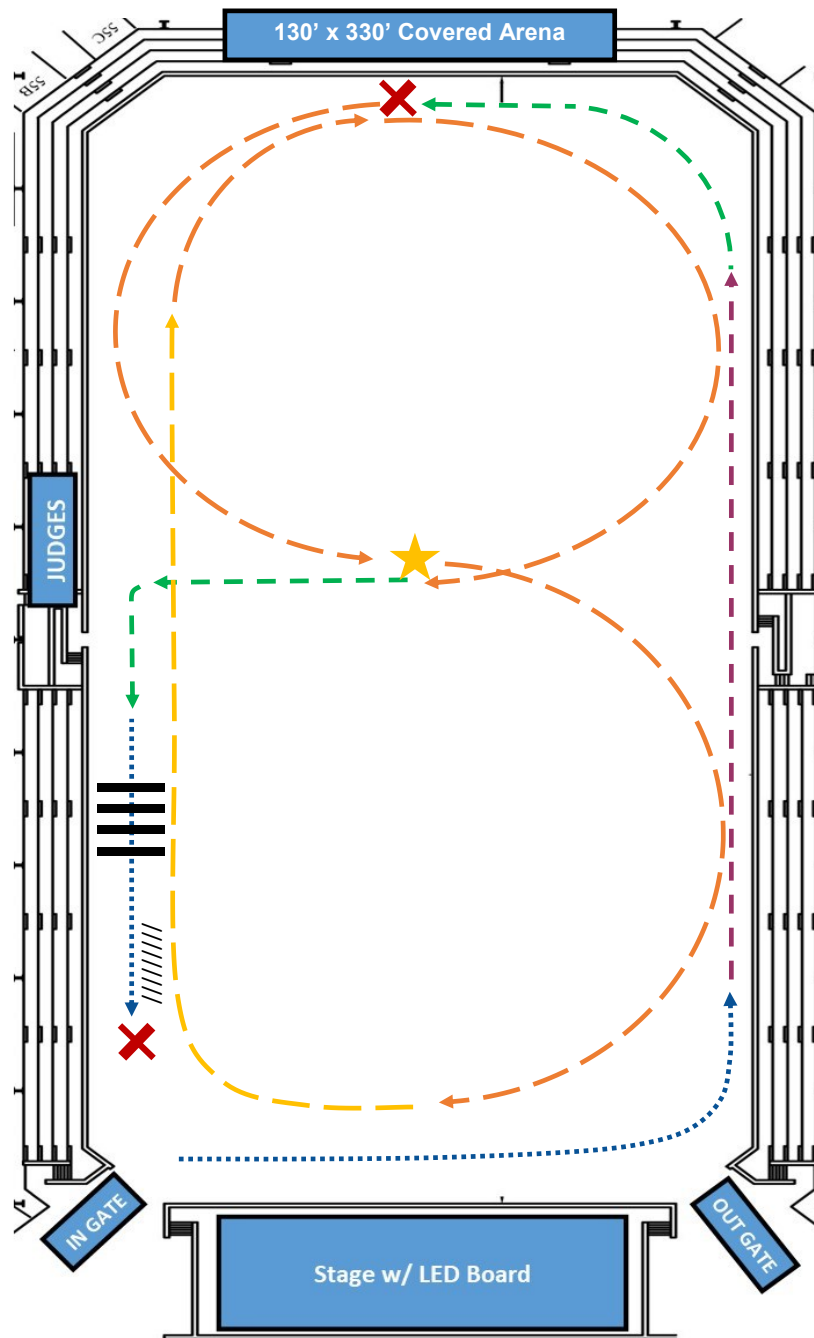 130’ x 330’ Covered Arena
55C
55B
JUDGES
IN GATE
OUT GATE
Stage w/ LED Board